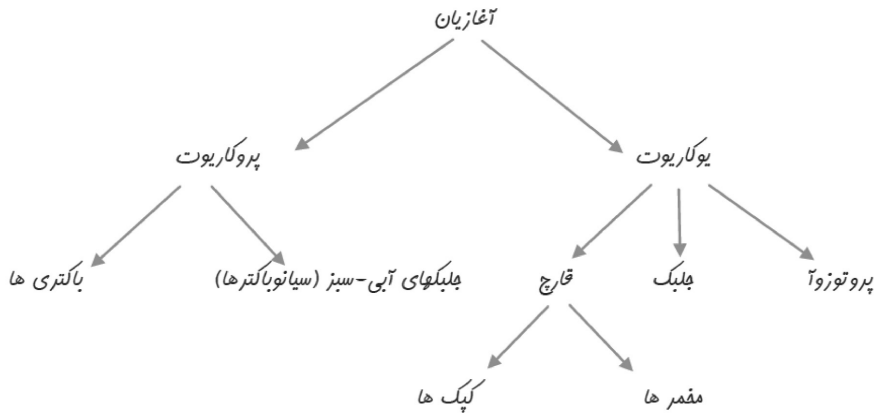 آغازیان
یوکاریوت
پروکاریوت
پروتوزوآ
جلبک
قارچ
جلبکهای آبی-سبز (سیانوباکترها)
باکتری ها
مخمر ها
کپک ها